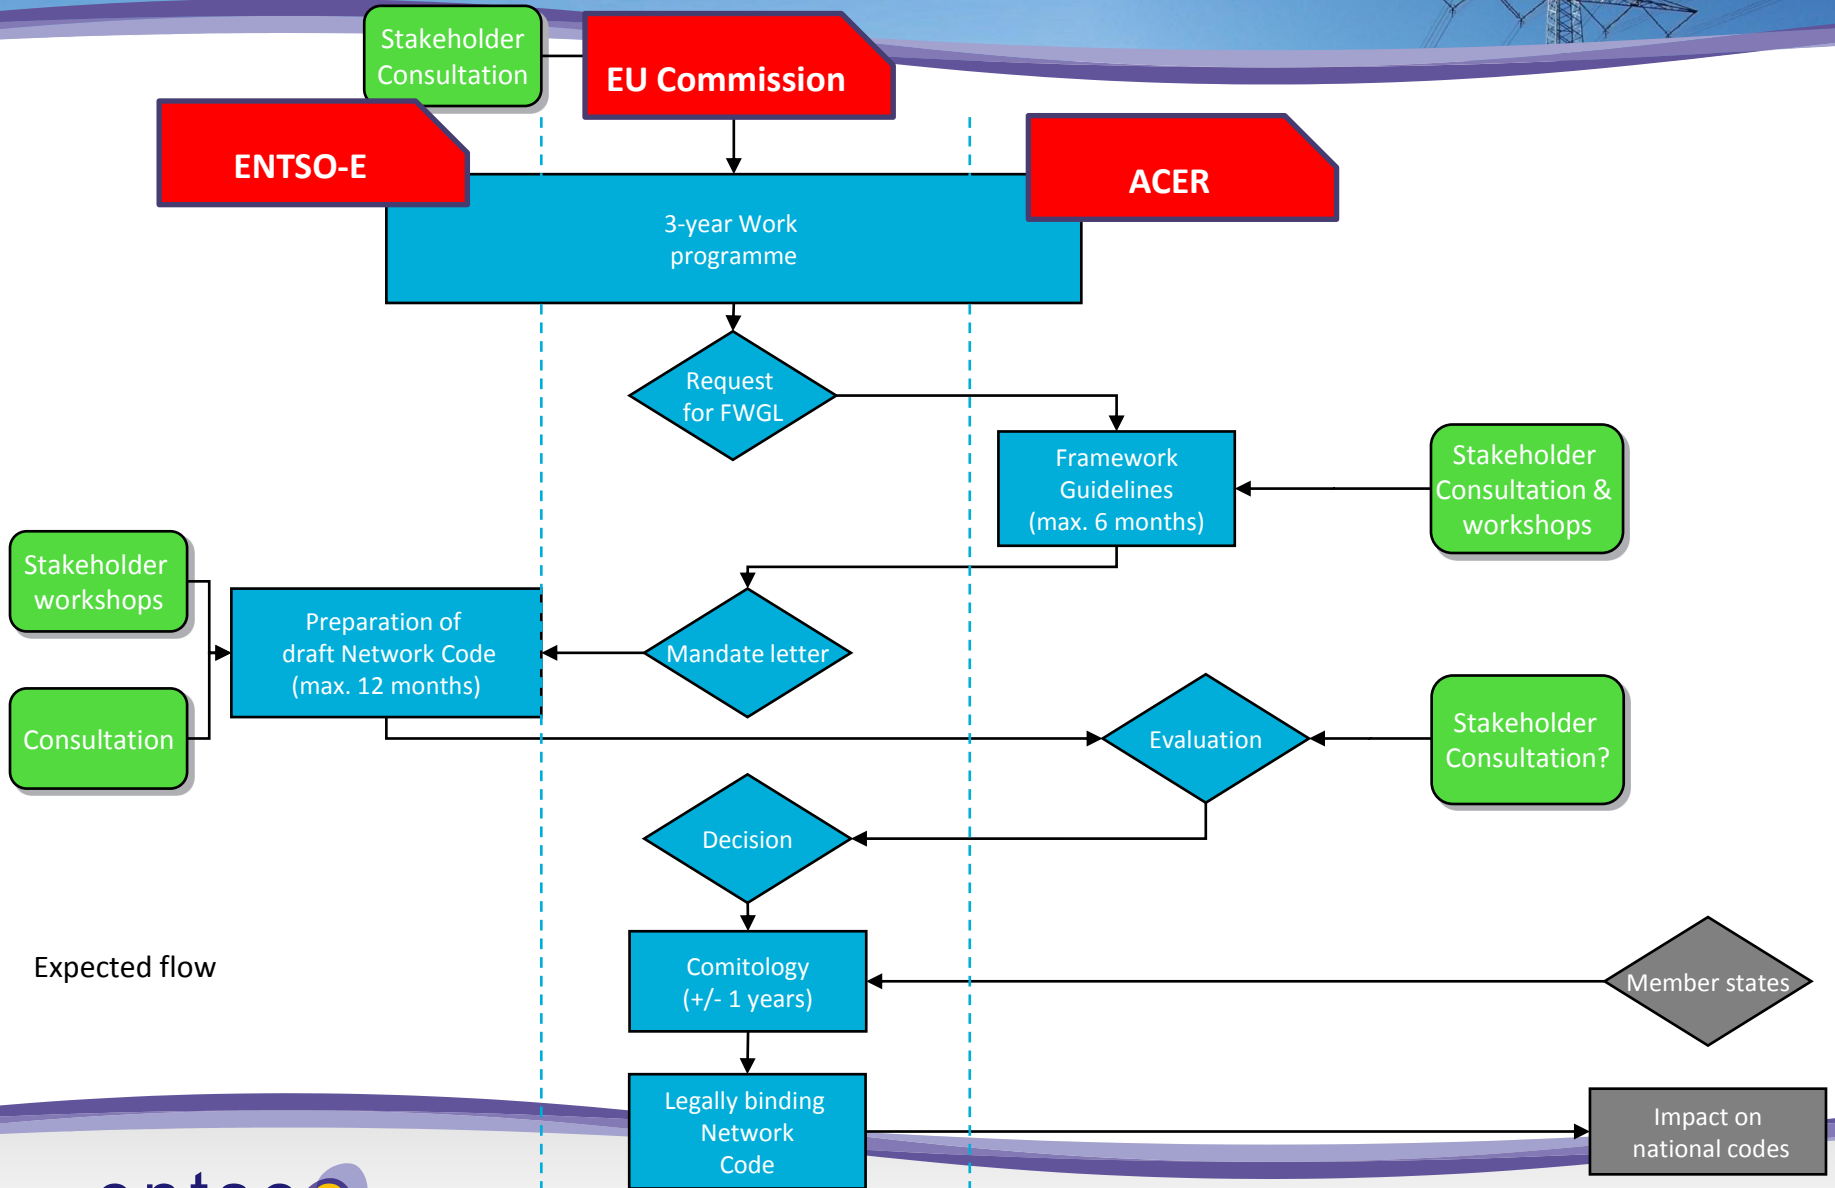 Stakeholder
Consultation
EU Commission
ENTSO-E
ACER
3-year Work
programme
Request
for FWGL
Framework
Guidelines
(max. 6 months)
Stakeholder
Consultation &
workshops
Stakeholder
workshops
Preparation of
draft Network Code
(max. 12 months)
Mandate letter
Consultation
Evaluation
Stakeholder
Consultation?
Decision
Expected flow
Comitology
(+/- 1 years)
Member states
Legally binding
Network
Code
Impact on
national codes
entsoe